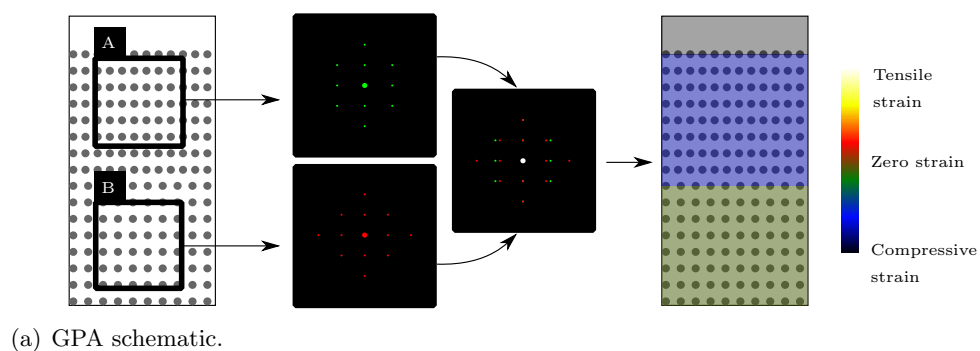 A
B
Tensile
strain
Zero strain
Compressive
strain
(a) GPA schematic.